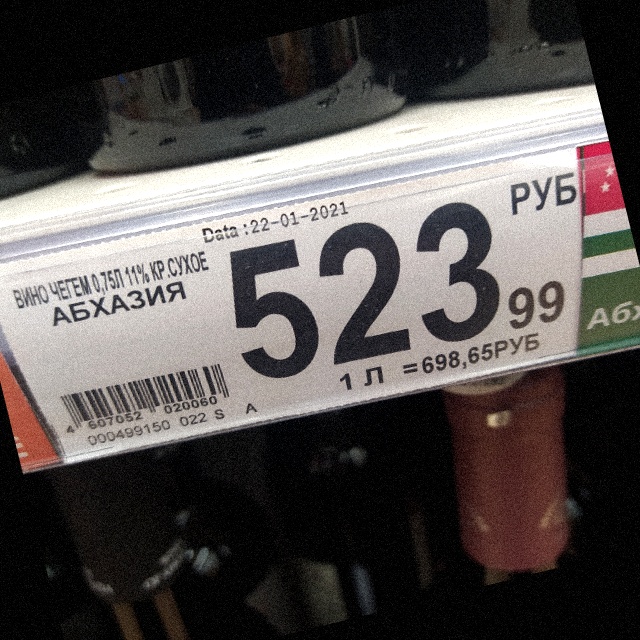 Data : 22-01-2021
ВИНО ЧЕГЕМ 0,75Л 11% КР.СУХОЕ
АБХАЗИЯ
523 99 РУБ
1 Л =698,65РУБ
4 607052 020060
000499150 022 S A
Абх